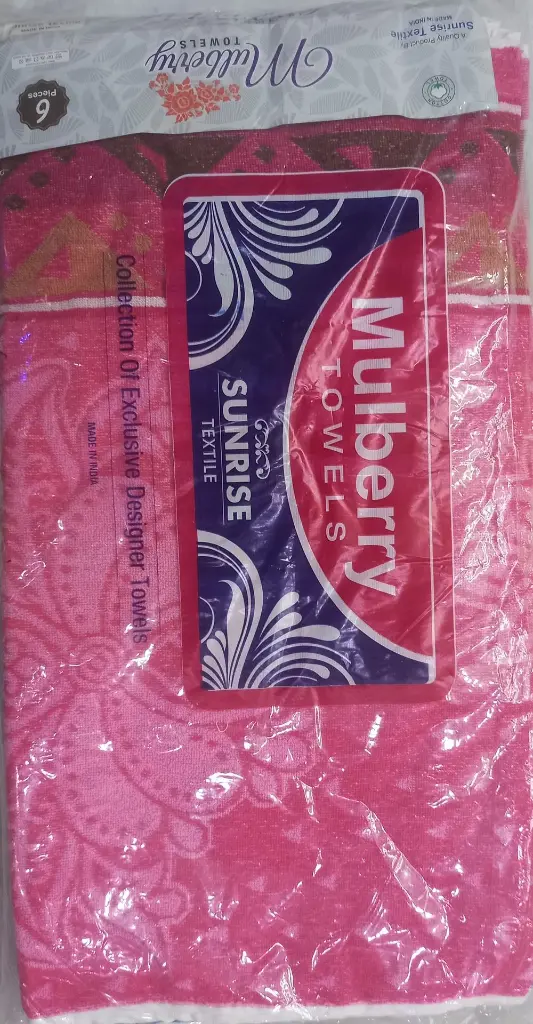 Mulberry
TOWELS
6
Pieces
A Quality Product By
Sunrise Textile
MADE IN INDIA
Mulberry
TOWELS
SUNRISE
TEXTILE
Collection Of Exclusive Designer Towels
MADE IN INDIA